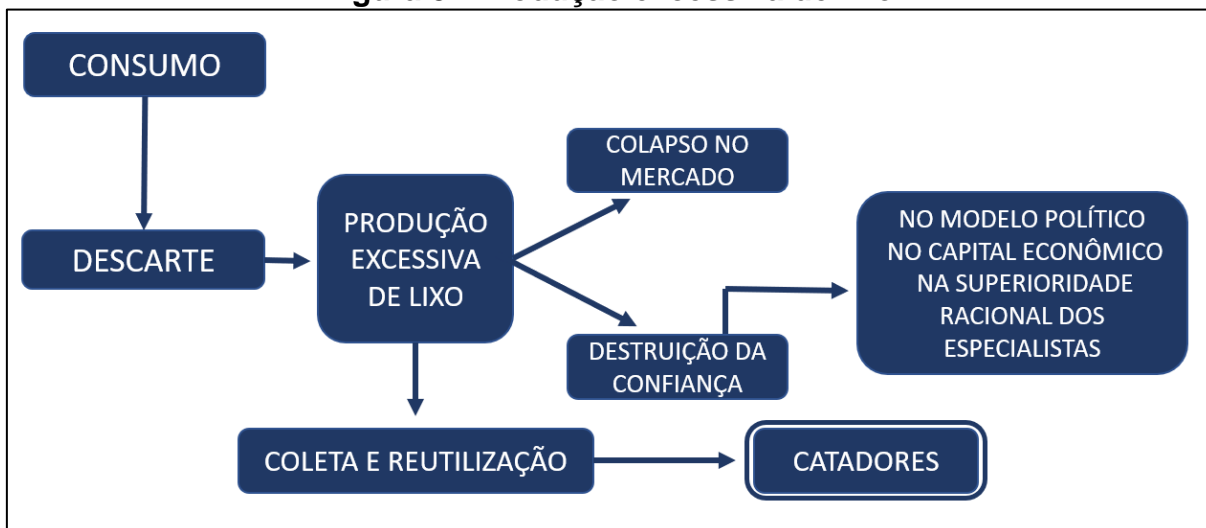 CONSUMO
COLAPSO NO
MERCADO
PRODUÇÃO
EXCESSIVA
DE LIXO
NO MODELO POLÍTICO
NO CAPITAL ECONÔMICO
NA SUPERIORIDADE
RACIONAL DOS
ESPECIALISTAS
DESCARTE
DESTRUIÇÃO DA
CONFIANÇA
COLETA E REUTILIZAÇÃO
CATADORES